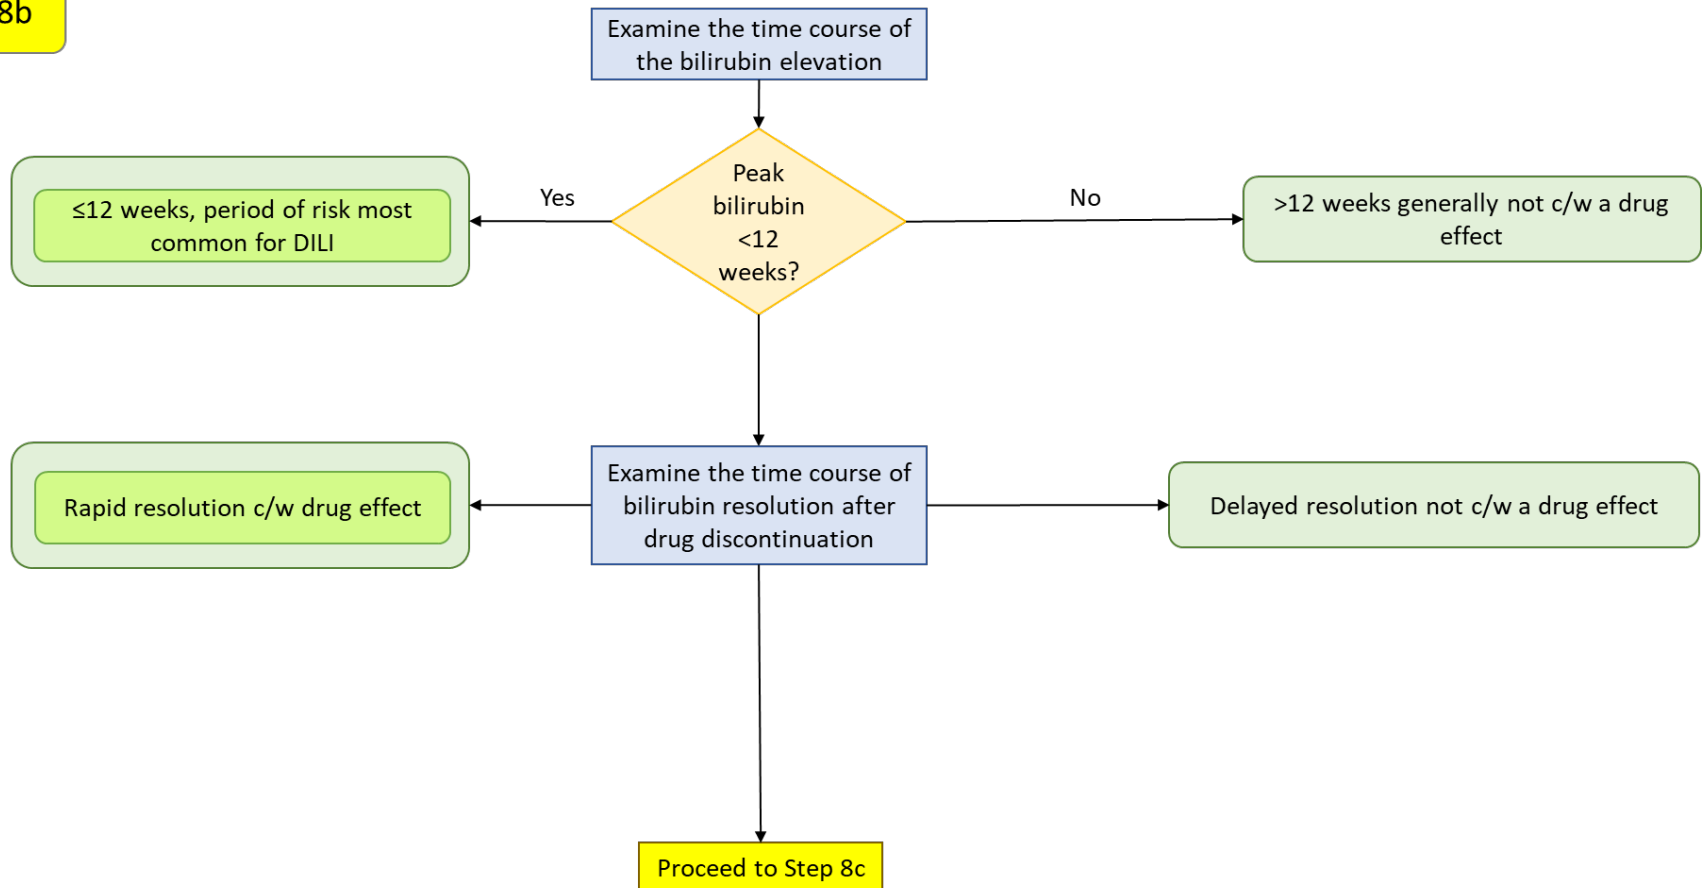 8b
Examine the time course of
the bilirubin elevation
Peak
bilirubin
<12
weeks?
Yes
No
≤12 weeks, period of risk most
common for DILI
>12 weeks generally not c/w a drug
effect
Examine the time course of
bilirubin resolution after
drug discontinuation
Rapid resolution c/w drug effect
Delayed resolution not c/w a drug effect
Proceed to Step 8c